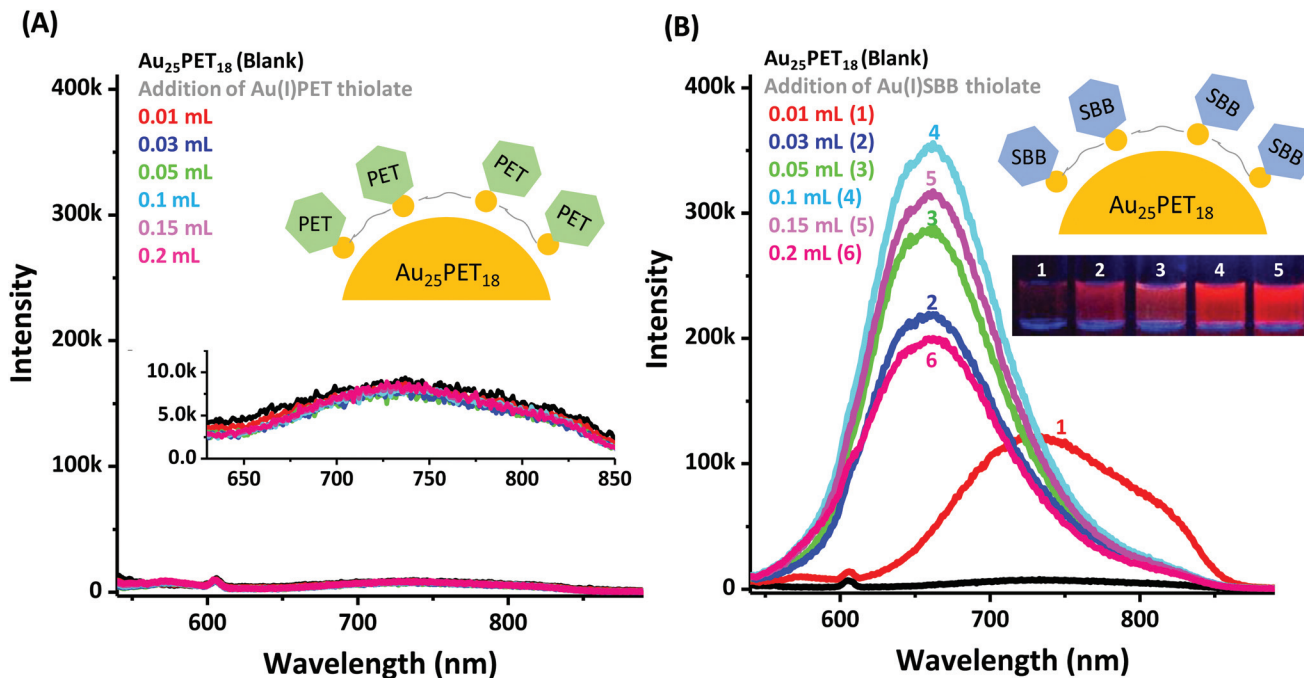 (A)
Au₂₅PET₁₈ (Blank)
Addition of Au(I)PET thiolate
0.01 mL
0.03 mL
0.05 mL
0.1 mL
0.15 mL
0.2 mL
400k
300k
200k
100k
0
Intensity
PET
PET
PET
PET
Au₂₅PET₁₈
10.0k
5.0k
0.0
650 700 750 800 850
600 700 800
Wavelength (nm)
(B)
Au₂₅PET₁₈ (Blank)
Addition of Au(I)SBB thiolate
0.01 mL (1)
0.03 mL (2)
0.05 mL (3)
0.1 mL (4)
0.15 mL (5)
0.2 mL (6)
400k
300k
200k
100k
0
Intensity
SBB
SBB
SBB
SBB
Au₂₅PET₁₈
1 2 3 4 5
4
5
3
2
6
1
600 700 800
Wavelength (nm)